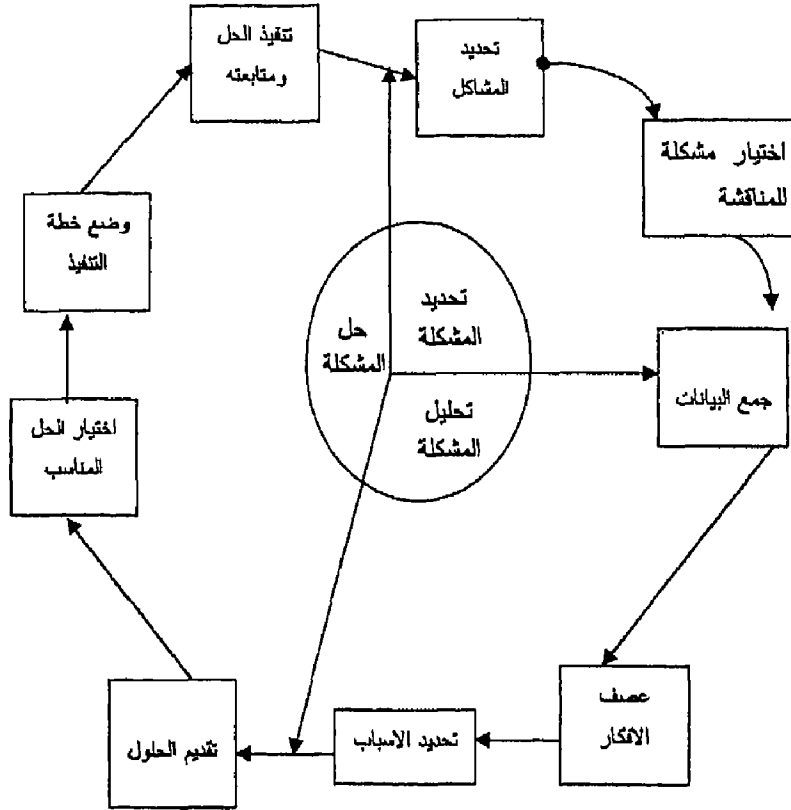 تنفيذ الحل
ومتابعته
تحديد
المشاكل
اختيار مشكلة
للمناقشة
وضع خطة
التنفيذ
تحديد
المشكلة
حل
المشكلة
تحليل
المشكلة
جمع البيانات
اختيار الحل
المناسب
عصف
الافكار
تحديد الاسباب
تقديم الحلول